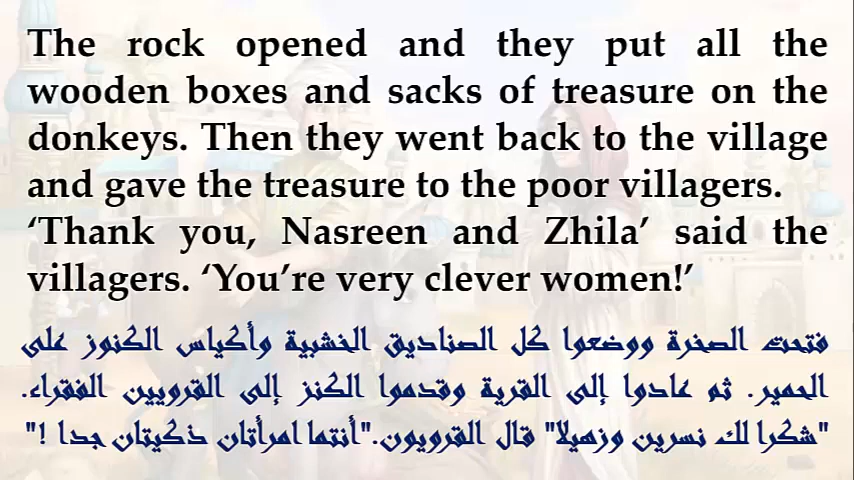 The rock opened and they put all the
wooden boxes and sacks of treasure on the
donkeys. Then they went back to the village
and gave the treasure to the poor villagers.
‘Thank you, Nasreen and Zhila’ said the
villagers. ‘You’re very clever women!’
فتحت الصخرة ووضعوا كل الصناديق الخشبية وأكياس الكنوز على
الحمير. ثم عادوا إلى القرية وقدموا الكنز إلى القرويين الفقراء.
"شكرا لك نسرين وزهيلا" قال القرويون."أنتما امرأتان ذكيتان جدا !"